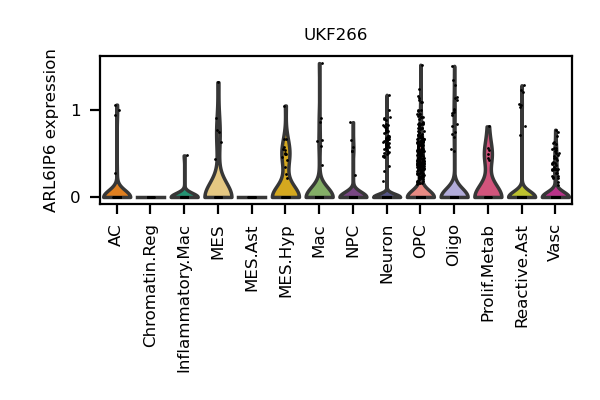 UKF266
ARL6IP6 expression
1
0
AC
Chromatin.Reg
Inflammatory.Mac
MES
MES.Ast
MES.Hyp
Mac
NPC
Neuron
OPC
Oligo
Prolif.Metab
Reactive.Ast
Vasc